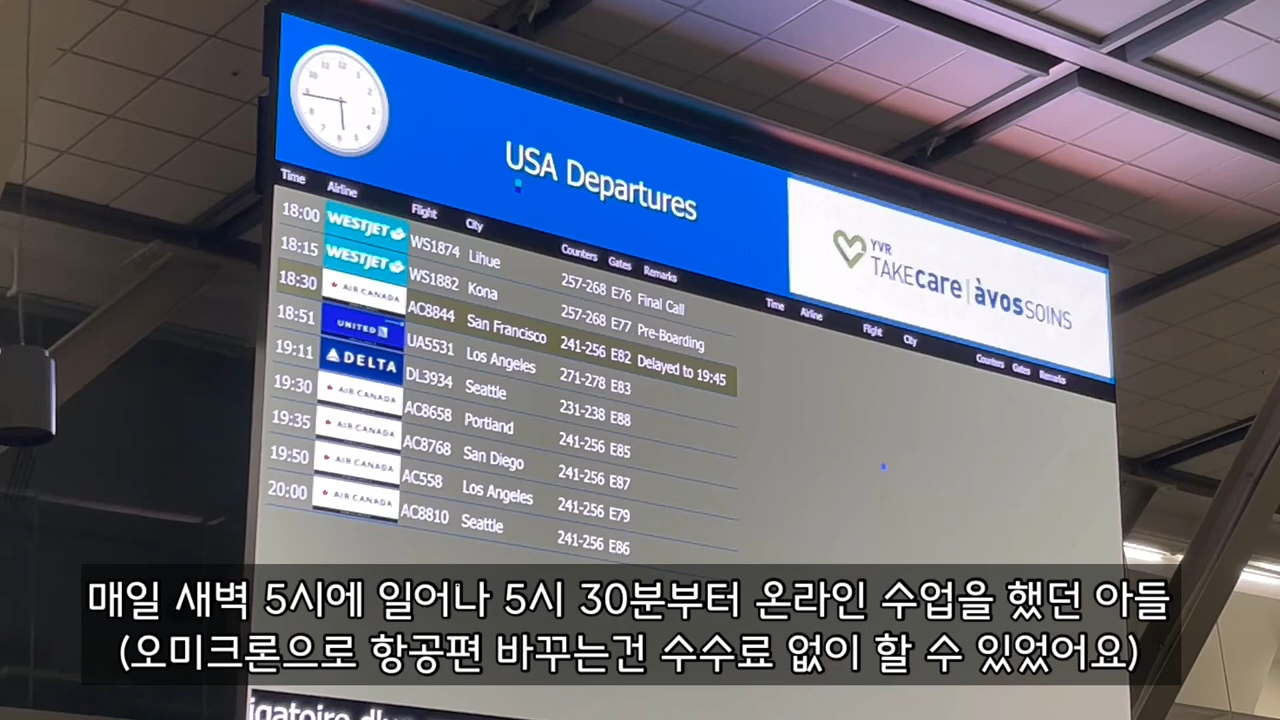 USA Departures
YVR
TAKEcare | àvosSOINS
Time Airline Flight City Counters Gates Remarks Time Airline Flight City Counters Gates Remarks
18:00 WESTJET WS1874 Lihue 257-268 E76 Final Call
18:15 WESTJET WS1882 Kona 257-268 E77 Pre-Boarding
18:30 AIR CANADA AC8844 San Francisco 241-256 E82 Delayed to 19:45
18:51 UNITED UA5531 Los Angeles 271-278 E83
19:11 DELTA DL3934 Seattle 231-238 E88
19:30 AIR CANADA AC8658 Portland 241-256 E85
19:35 AIR CANADA AC8768 San Diego 241-256 E87
19:50 AIR CANADA AC558 Los Angeles 241-256 E79
20:00 AIR CANADA AC8810 Seattle 241-256 E86
매일 새벽 5시에 일어나 5시 30분부터 온라인 수업을 했던 아들
(오미크론으로 항공편 바꾸는건 수수료 없이 할 수 있었어요)